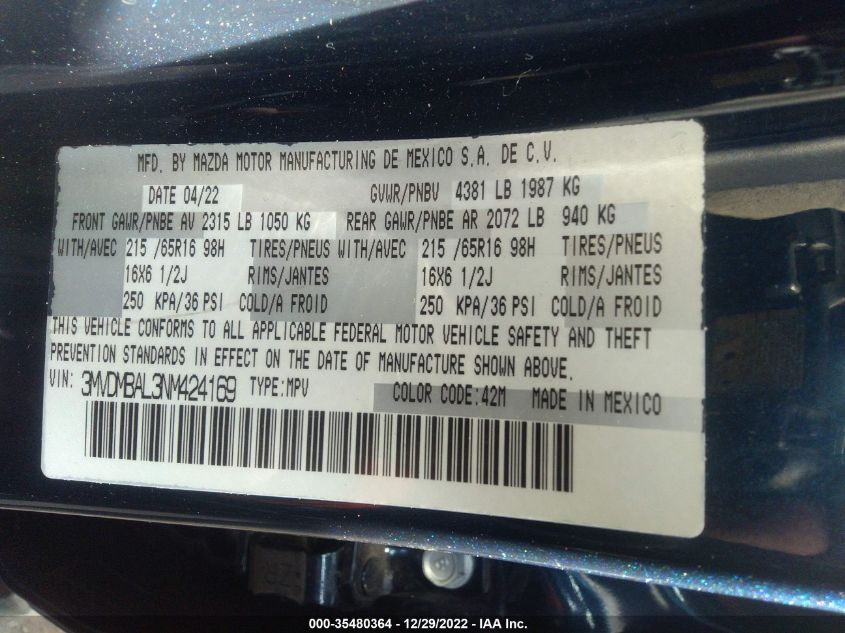 MFD. BY MAZDA MOTOR MANUFACTURING DE MEXICO S.A. DE C.V.
DATE 04/22 GVWR/PNBV 4381 LB 1987 KG
FRONT GAWR/PNBE AV 2315 LB 1050 KG REAR GAWR/PNBE AR 2072 LB 940 KG
WITH/AVEC 215 /65R16 98H TIRES/PNEUS WITH/AVEC 215 /65R16 98H TIRES/PNEUS
16X6 1/2J RIMS/JANTES 16X6 1/2J RIMS/JANTES
250 KPA/36 PSI COLD/A FROID 250 KPA/36 PSI COLD/A FROID
THIS VEHICLE CONFORMS TO ALL APPLICABLE FEDERAL MOTOR VEHICLE SAFETY AND THEFT
PREVENTION STANDARDS IN EFFECT ON THE DATE OF MANUFACTURE SHOWN ABOVE.
VIN: 3MVDMBAL3NM424169 TYPE:MPV COLOR CODE:42M MADE IN MEXICO
000-35480364 / 12/29/2022 - IAA Inc.